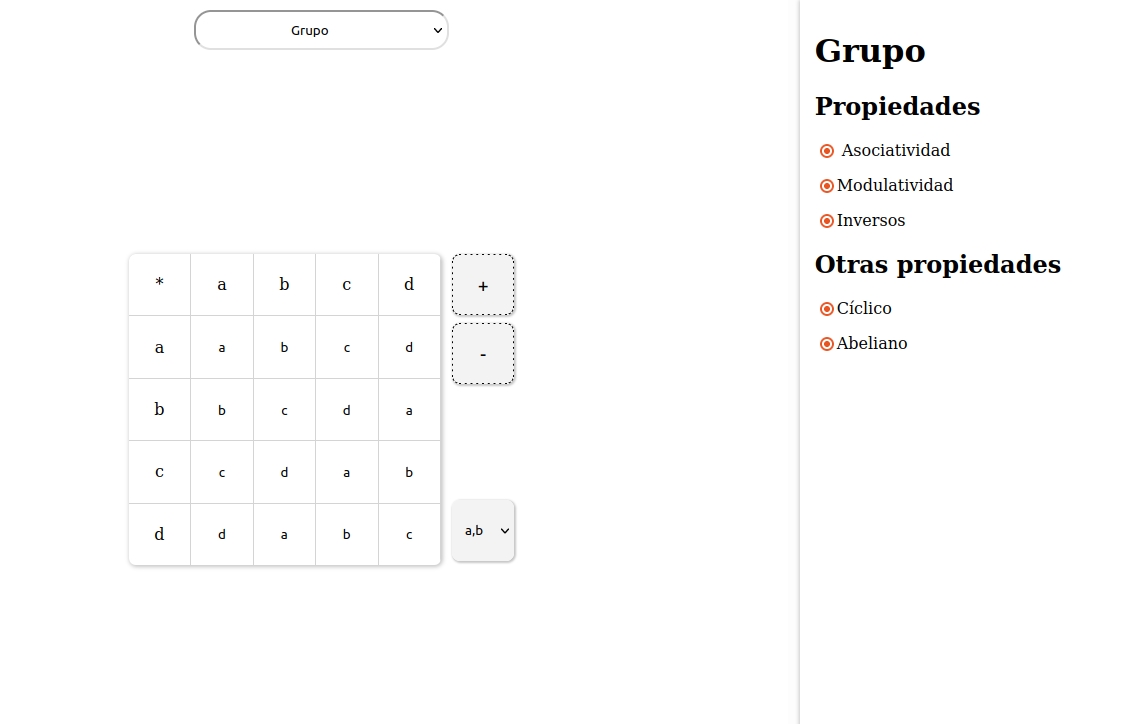 Grupo
* a b c d
a a b c d
b b c d a
c c d a b
d d a b c
+
-
a,b
Grupo
Propiedades
Asociatividad
Modulatividad
Inversos
Otras propiedades
Cíclico
Abeliano